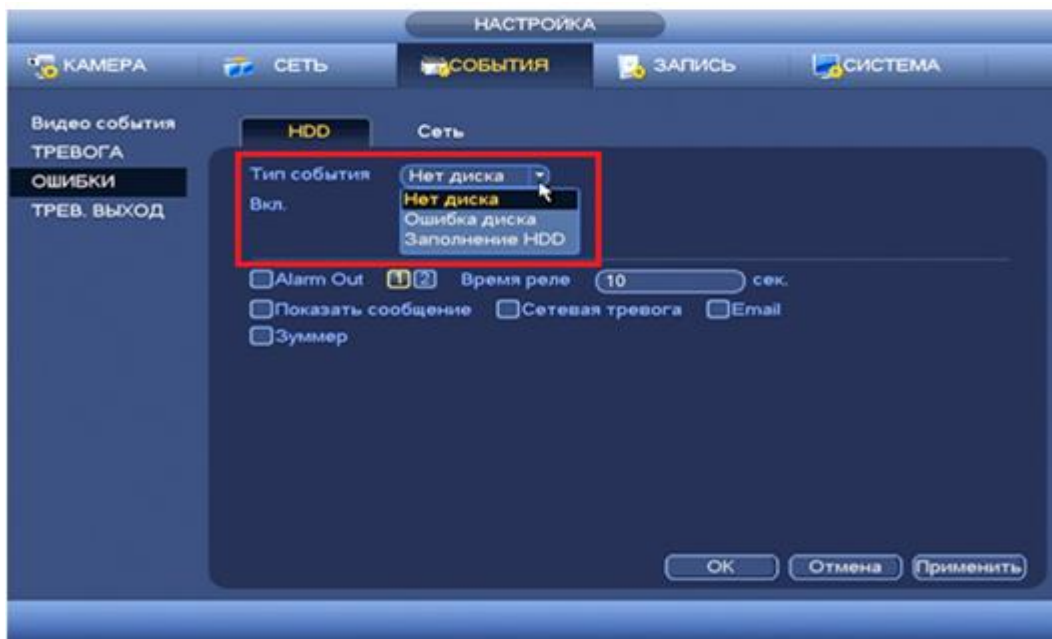 НАСТРОЙКА
КАМЕРА СЕТЬ СОБЫТИЯ ЗАПИСЬ СИСТЕМА
Видео события
ТРЕВОГА
ОШИБКИ
ТРЕВ. ВЫХОД
HDD Сеть
Тип события Нет диска
Вкл. Нет диска
Ошибка диска
Заполнение HDD
Alarm Out 1 2 Время реле 10 сек.
Показать сообщение Сетевая тревога Email
Зуммер
ОК Отмена Применить